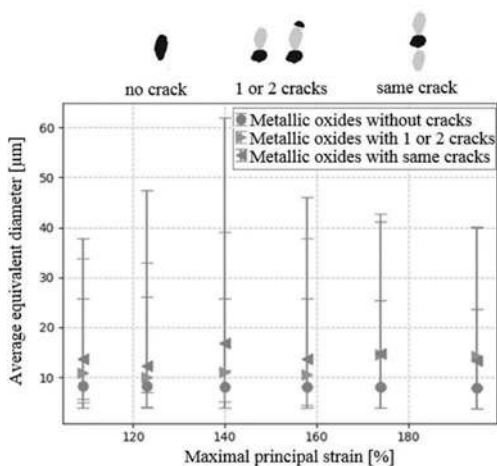 no crack 1 or 2 cracks same crack
Metallic oxides without cracks
Metallic oxides with 1 or 2 cracks
Metallic oxides with same cracks
60
50
40
30
20
10
Average equivalent diameter [µm]
120 140 160 180
Maximal principal strain [%]